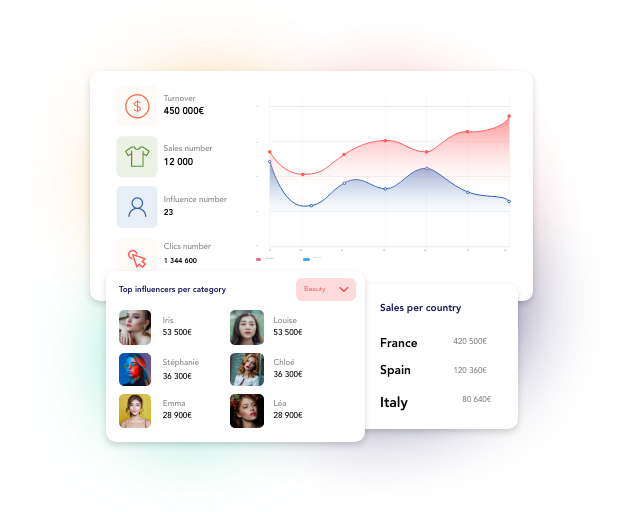 Turnover
450 000€
Sales number
12 000
Influence number
23
Clics number
1 344 600
Top influencers per category
Beauty
Iris
53 500€
Louise
53 500€
Stéphanie
36 300€
Chloé
36 300€
Emma
28 900€
Léa
28 900€
Sales per country
France 420 500€
Spain 120 360€
Italy 80 640€